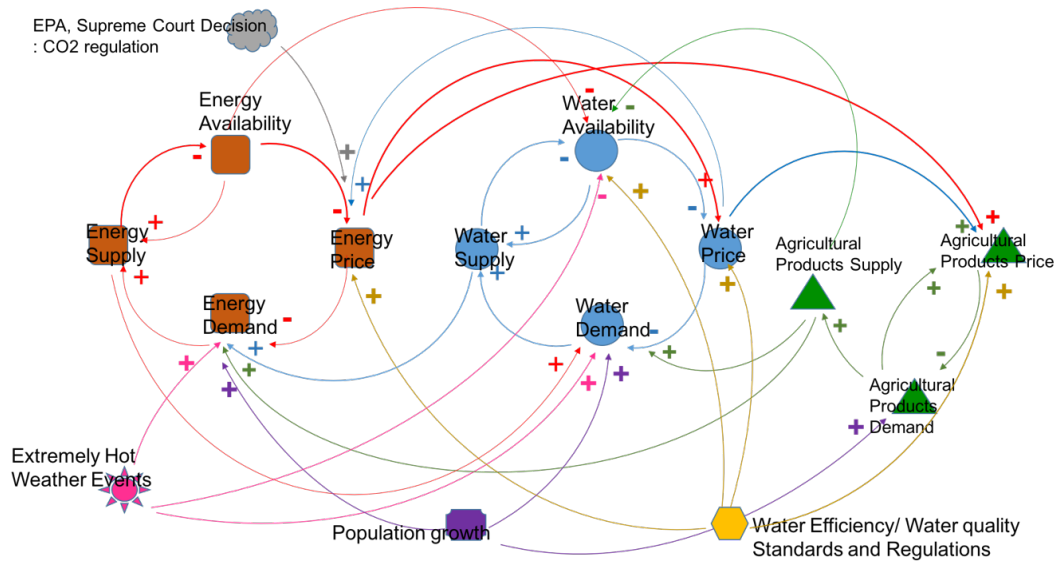 EPA, Supreme Court Decision
: CO2 regulation
Energy
Availability
Water
Availability
-
-
-
+
-
+
-
+
-
+
+
-
+
-
Energy
Supply
Energy
Price
Water
Supply
Water
Price
Agricultural
Products Supply
Agricultural
Products Price
+
+
+
+
+
+
+
+
+
Energy
Demand
-
Water
Demand
-
+
+
+
+
+
+
+
+
+
-
Agricultural
Products
Demand
+
Extremely Hot
Weather Events
Population growth
Water Efficiency/ Water quality
Standards and Regulations